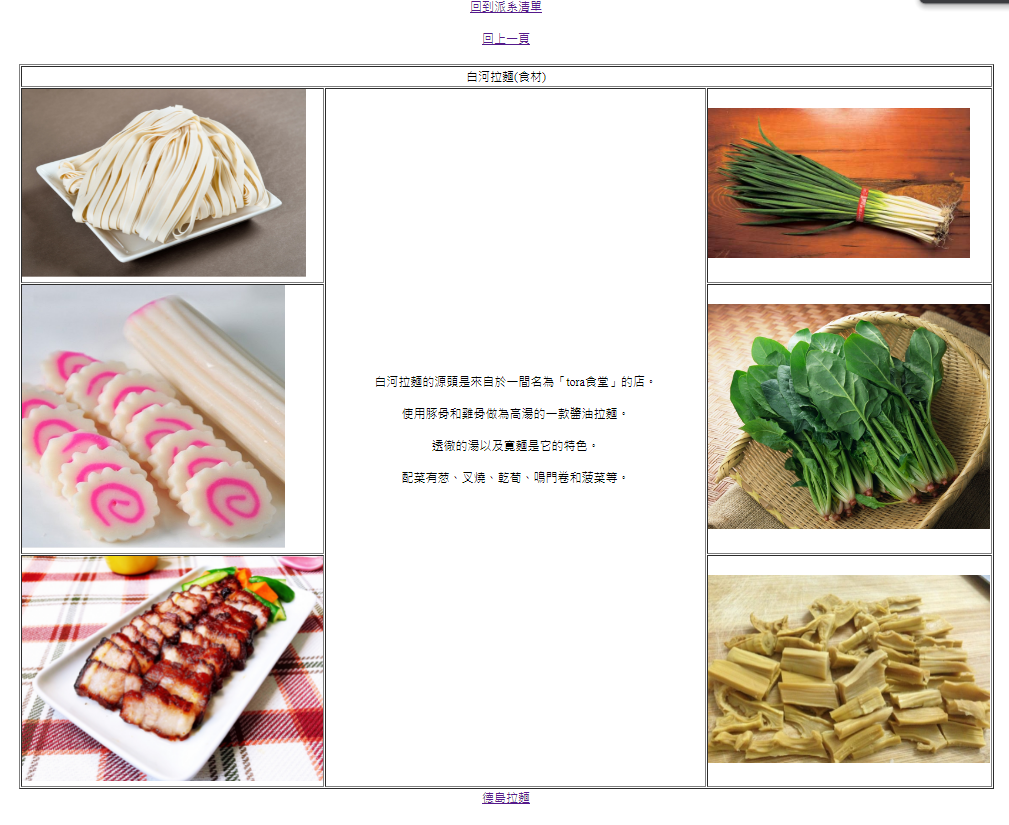 回到派系清單
回上一頁
白河拉麵(食材)
白河拉麵的源頭是來自於一間名為「tora食堂」的店。
使用豚骨和雞骨做為高湯的一款醬油拉麵。
透徹的湯以及寬麵是它的特色。
配菜有葱、叉燒、乾筍、鳴門卷和菠菜等。
德島拉麵